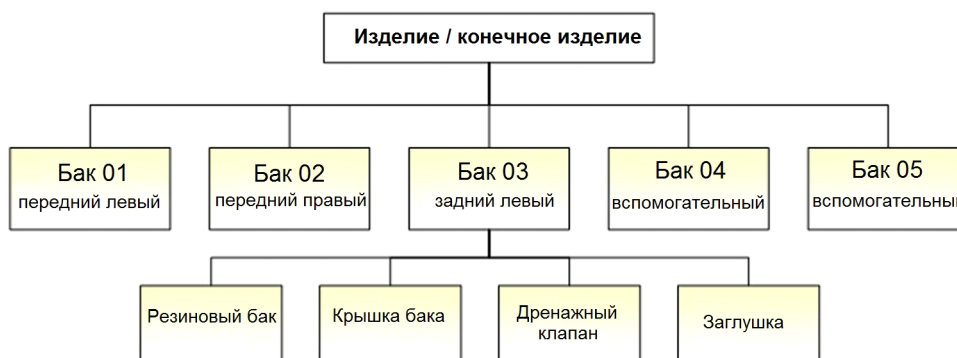 Изделие / конечное изделие
Бак 01
передний левый
Бак 02
передний правый
Бак 03
задний левый
Бак 04
вспомогательный
Бак 05
вспомогательный
Резиновый бак
Крышка бака
Дренажный
клапан
Заглушка